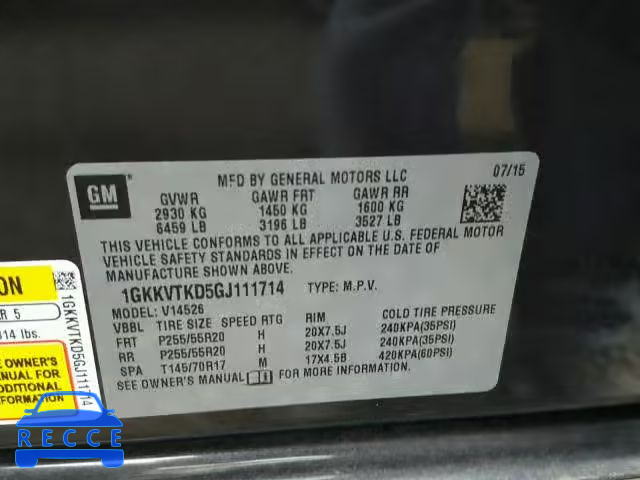 MFD BY GENERAL MOTORS LLC 07/15
GM
GVWR GAWR FRT GAWR RR
2930 KG 1450 KG 1600 KG
6459 LB 3196 LB 3527 LB
THIS VEHICLE CONFORMS TO ALL APPLICABLE U.S. FEDERAL MOTOR
VEHICLE SAFETY STANDARDS IN EFFECT ON THE DATE OF
MANUFACTURE SHOWN ABOVE.
1GKKVTKD5GJ111714 TYPE: M.P.V.
MODEL: V14526
VBBL TIRE SIZE SPEED RTG RIM COLD TIRE PRESSURE
FRT P255/55R20 H 20X7.5J 240KPA(35PSI)
RR P255/55R20 H 20X7.5J 240KPA(35PSI)
SPA T145/70R17 M 17X4.5B 420KPA(60PSI)
SEE OWNER'S MANUAL FOR MORE INFORMATION.
ON
R 5
14 lbs.
EE OWNER'S
ANUAL FOR
ADDITIONAL
FORMATION
1GKKVTKD5GJ111714
RECCE